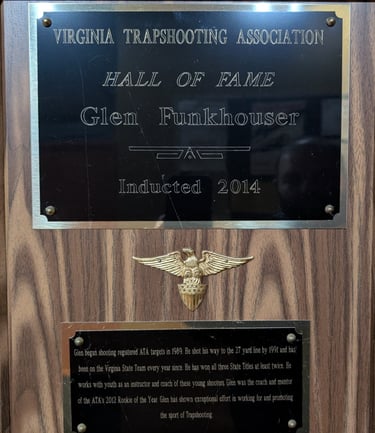 VIRGINIA TRAPSHOOTING ASSOCIATION
HALL OF FAME
Glen Funkhouser
Inducted 2014
Glen began shooting registered ATA targets in 1989. He shot his way to the 27 yard line by 1991 and has
been on the Virginia State Team every year since. He has won all three State Titles at least twice. He
works with youth as an instructor and coach of these young shooters. Glen was the coach and mentor
of the ATA's 2012 Rookie of the Year. Glen has shown exceptional effort in working for and promoting
the sport of Trapshooting.